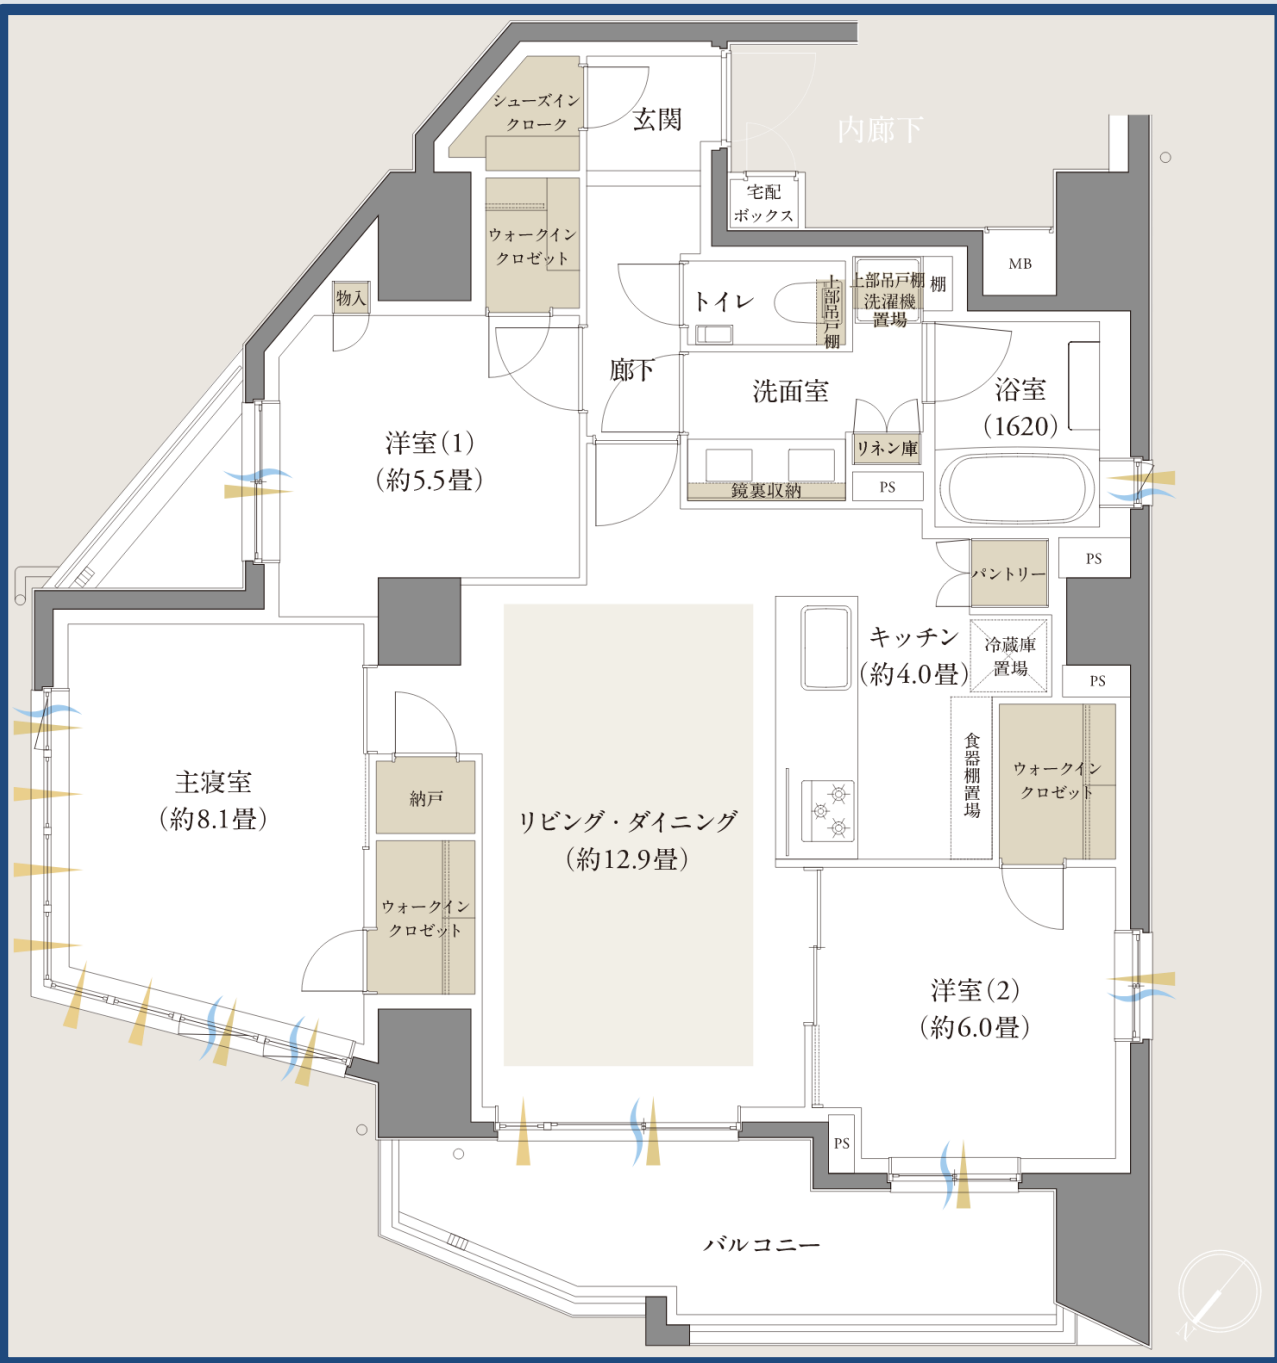 シューズイン
クローク
玄関
内廊下
宅配
ボックス
MB
ウォークイン
クロゼット
物入
トイレ
上部吊戸棚
上部吊戸棚
洗濯機
置場
棚
廊下
洗面室
浴室
(1620)
洋室(1)
(約5.5畳)
リネン庫
鏡裏収納
PS
PS
パントリー
キッチン
(約4.0畳)
冷蔵庫
置場
PS
食器棚置場
ウォークイン
クロゼット
主寝室
(約8.1畳)
納戸
リビング・ダイニング
(約12.9畳)
ウォークイン
クロゼット
洋室(2)
(約6.0畳)
PS
バルコニー
N